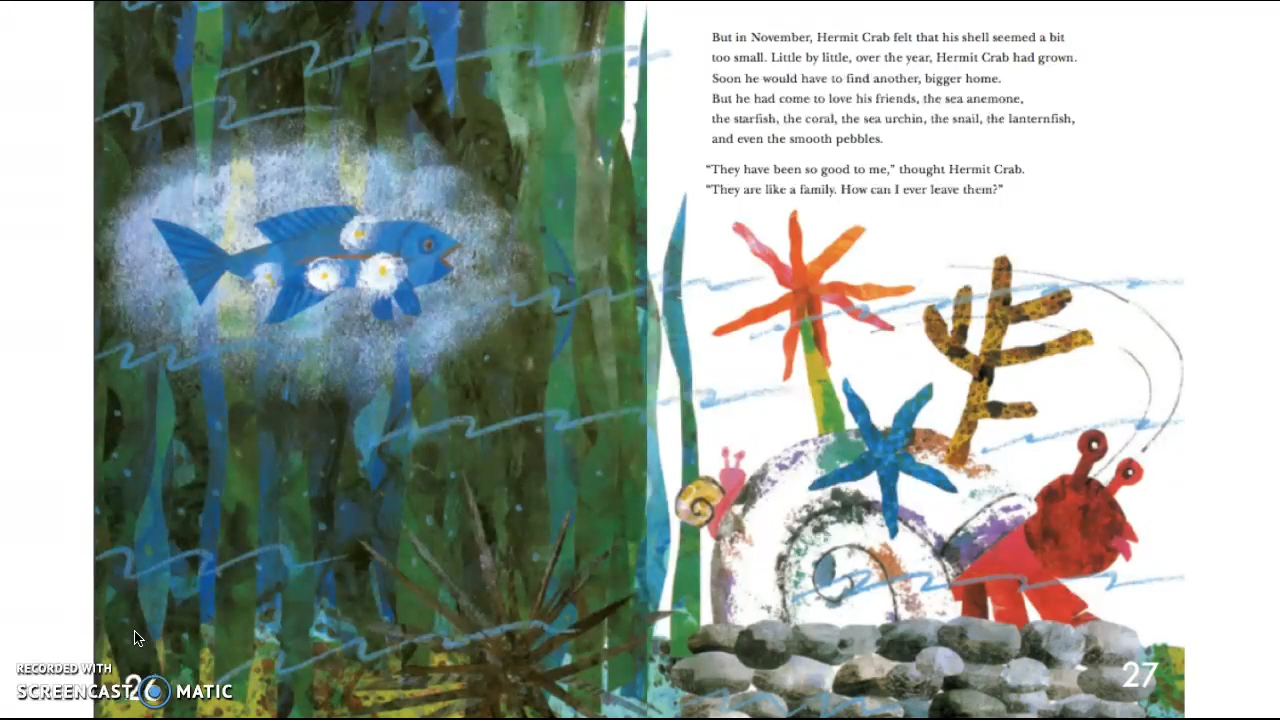 But in November, Hermit Crab felt that his shell seemed a bit
too small. Little by little, over the year, Hermit Crab had grown.
Soon he would have to find another, bigger home.
But he had come to love his friends, the sea anemone,
the starfish, the coral, the sea urchin, the snail, the lanternfish,
and even the smooth pebbles.
“They have been so good to me,” thought Hermit Crab.
“They are like a family. How can I ever leave them?”
27
RECORDED WITH
SCREENCAST MATIC